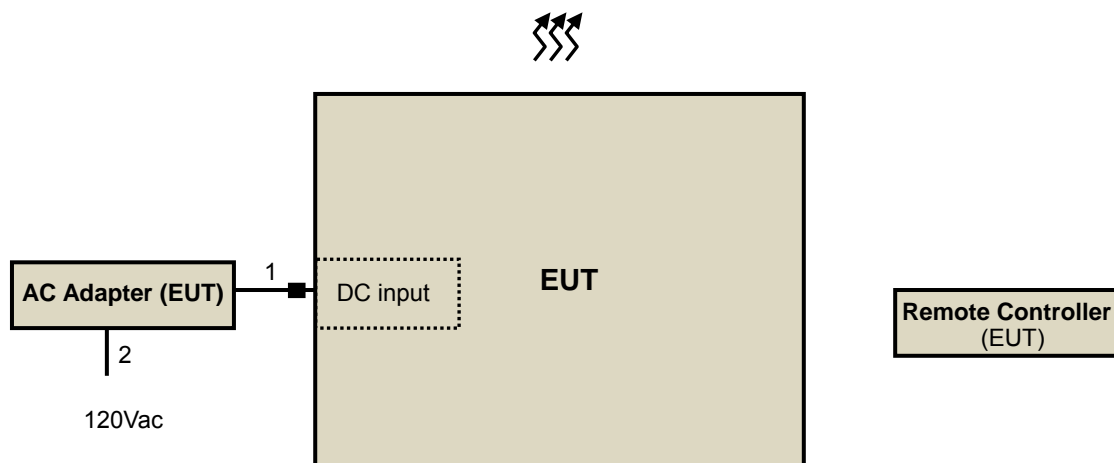 EUT
1
AC Adapter (EUT)
DC input
2
120Vac
Remote Controller
(EUT)